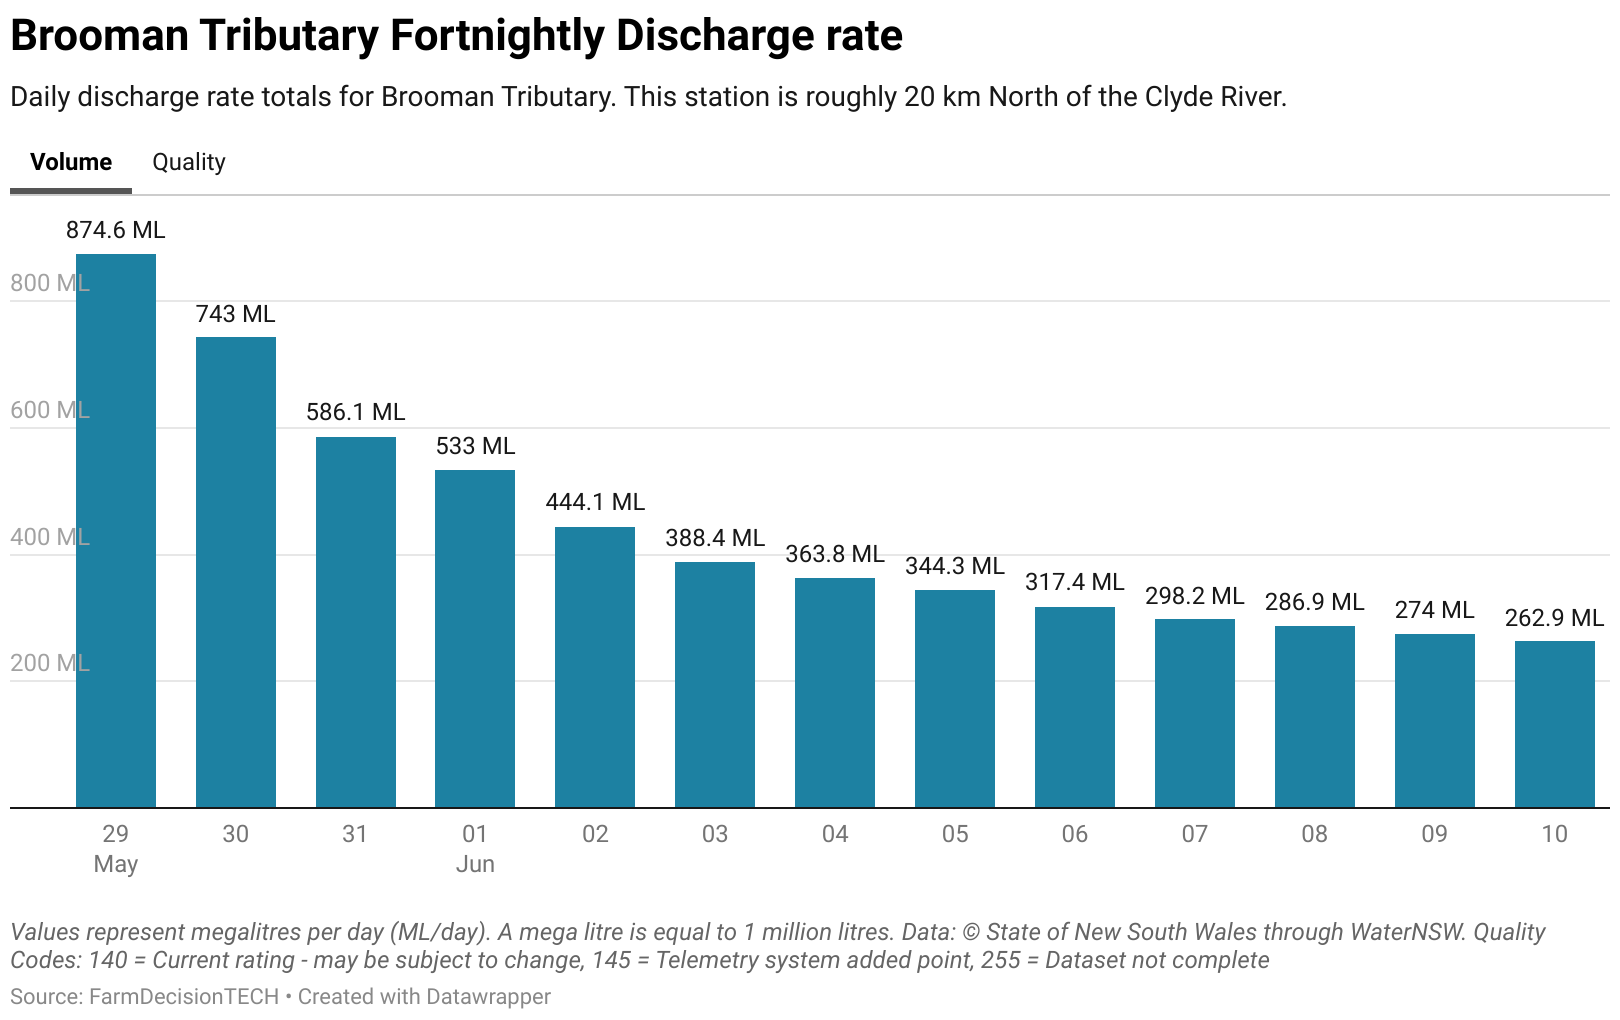 Brooman Tributary Fortnightly Discharge rate
Daily discharge rate totals for Brooman Tributary. This station is roughly 20 km North of the Clyde River.
Volume Quality
874.6 ML
800 ML
743 ML
600 ML
586.1 ML
533 ML
444.1 ML
400 ML
388.4 ML
363.8 ML
344.3 ML
317.4 ML
298.2 ML
286.9 ML
274 ML
262.9 ML
200 ML
29 30 31 01 02 03 04 05 06 07 08 09 10
May Jun
Values represent megalitres per day (ML/day). A mega litre is equal to 1 million litres. Data: © State of New South Wales through WaterNSW. Quality
Codes: 140 = Current rating - may be subject to change, 145 = Telemetry system added point, 255 = Dataset not complete
Source: FarmDecisionTECH • Created with Datawrapper